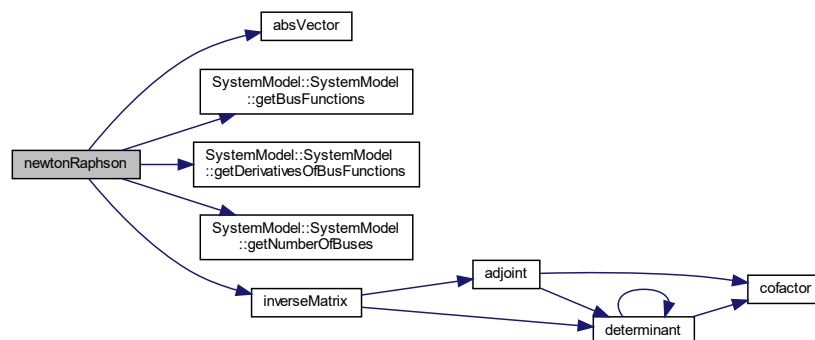 absVector
SystemModel::SystemModel
::getBusFunctions
newtonRaphson
SystemModel::SystemModel
::getDerivativesOfBusFunctions
SystemModel::SystemModel
::getNumberOfBuses
inverseMatrix
adjoint
cofactor
determinant